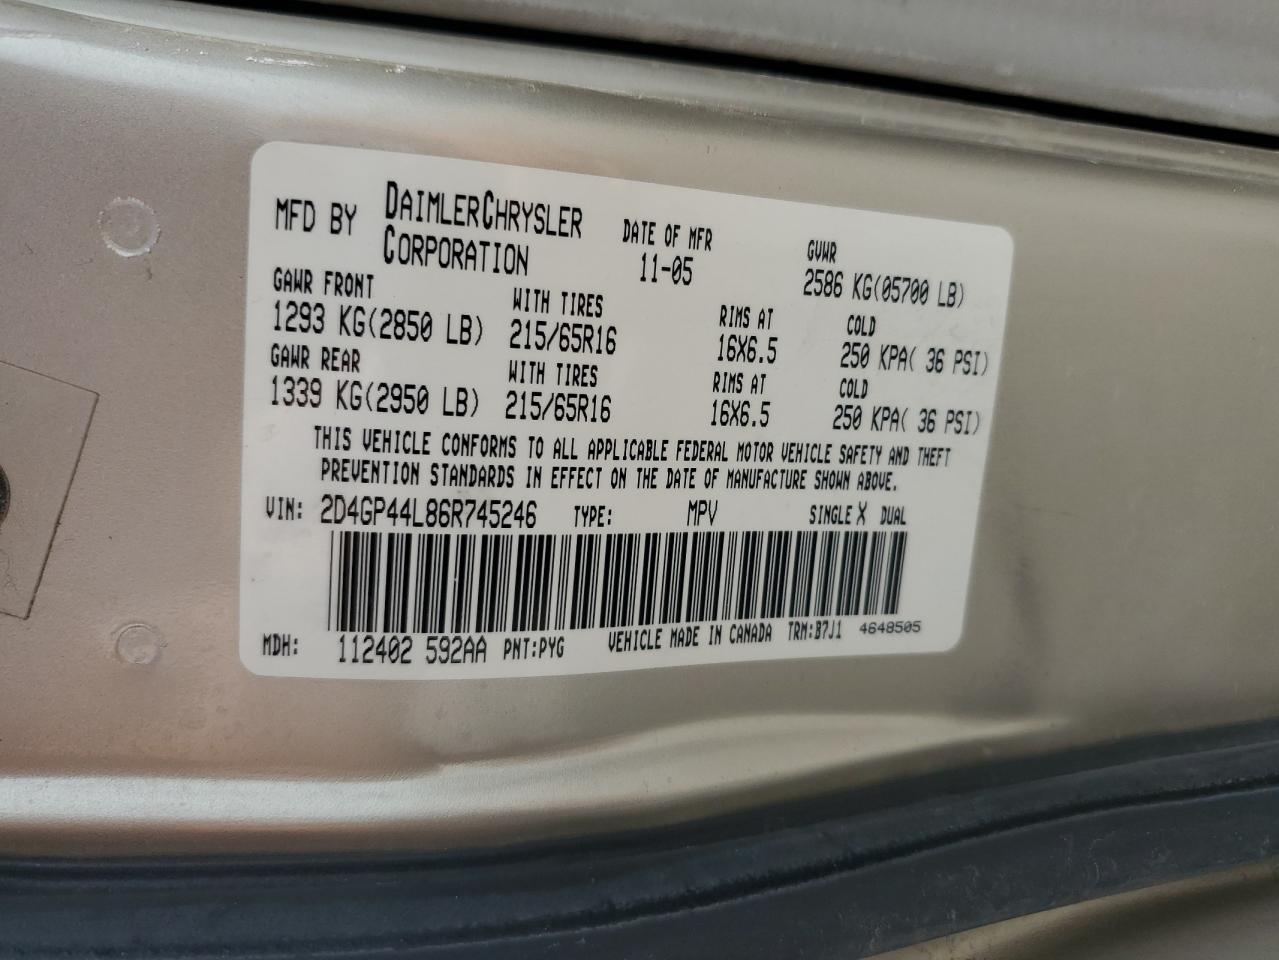 MFD BY DAIMLERCHRYSLER CORPORATION DATE OF MFR 11-05 GVWR 2586 KG(05700 LB)
GAWR FRONT WITH TIRES RIMS AT COLD
1293 KG(2850 LB) 215/65R16 16X6.5 250 KPA( 36 PSI)
GAWR REAR WITH TIRES RIMS AT COLD
1339 KG(2950 LB) 215/65R16 16X6.5 250 KPA( 36 PSI)
THIS VEHICLE CONFORMS TO ALL APPLICABLE FEDERAL MOTOR VEHICLE SAFETY AND THEFT
PREVENTION STANDARDS IN EFFECT ON THE DATE OF MANUFACTURE SHOWN ABOVE.
VIN: 2D4GP44L86R745246 TYPE: MPV SINGLE X DUAL
MDH: 112402 592AA PNT:PYG VEHICLE MADE IN CANADA TRM:B7J1 4648505